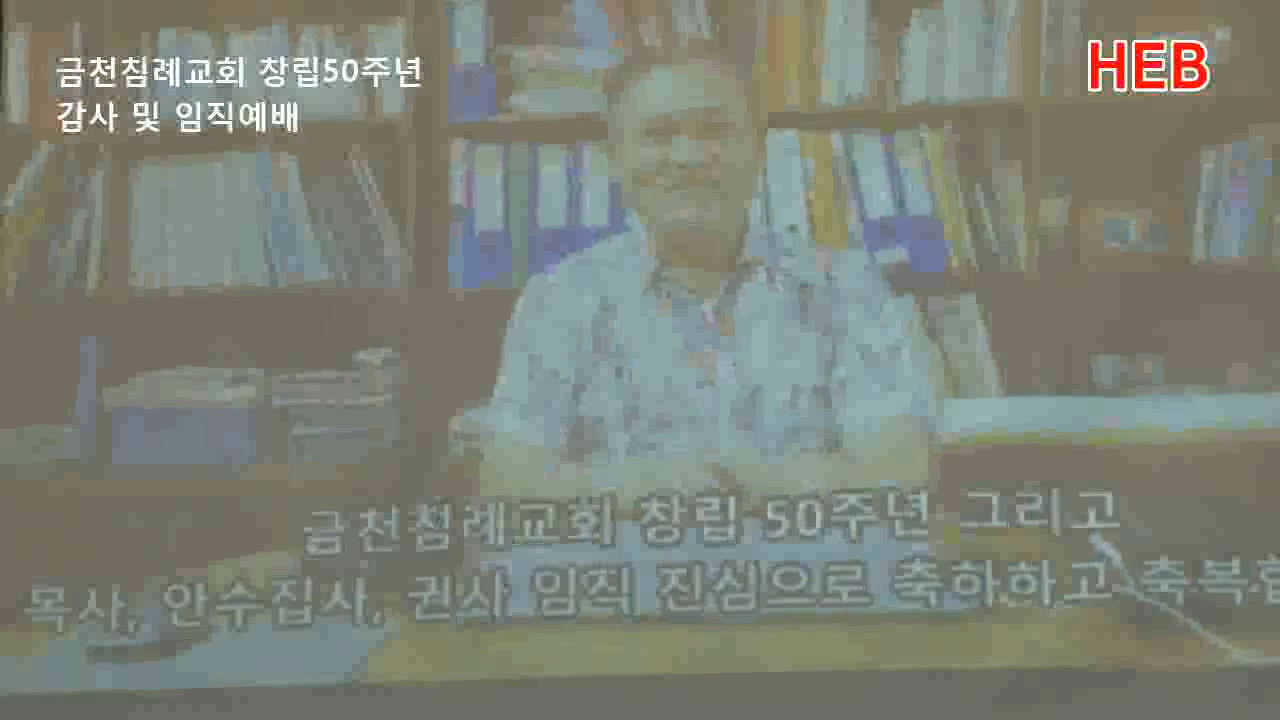 금천침례교회 창립50주년
감사 및 임직예배
HEB
금천침례교회 창립 50주년 그리고
목사, 안수집사, 권사 임직 진심으로 축하하고